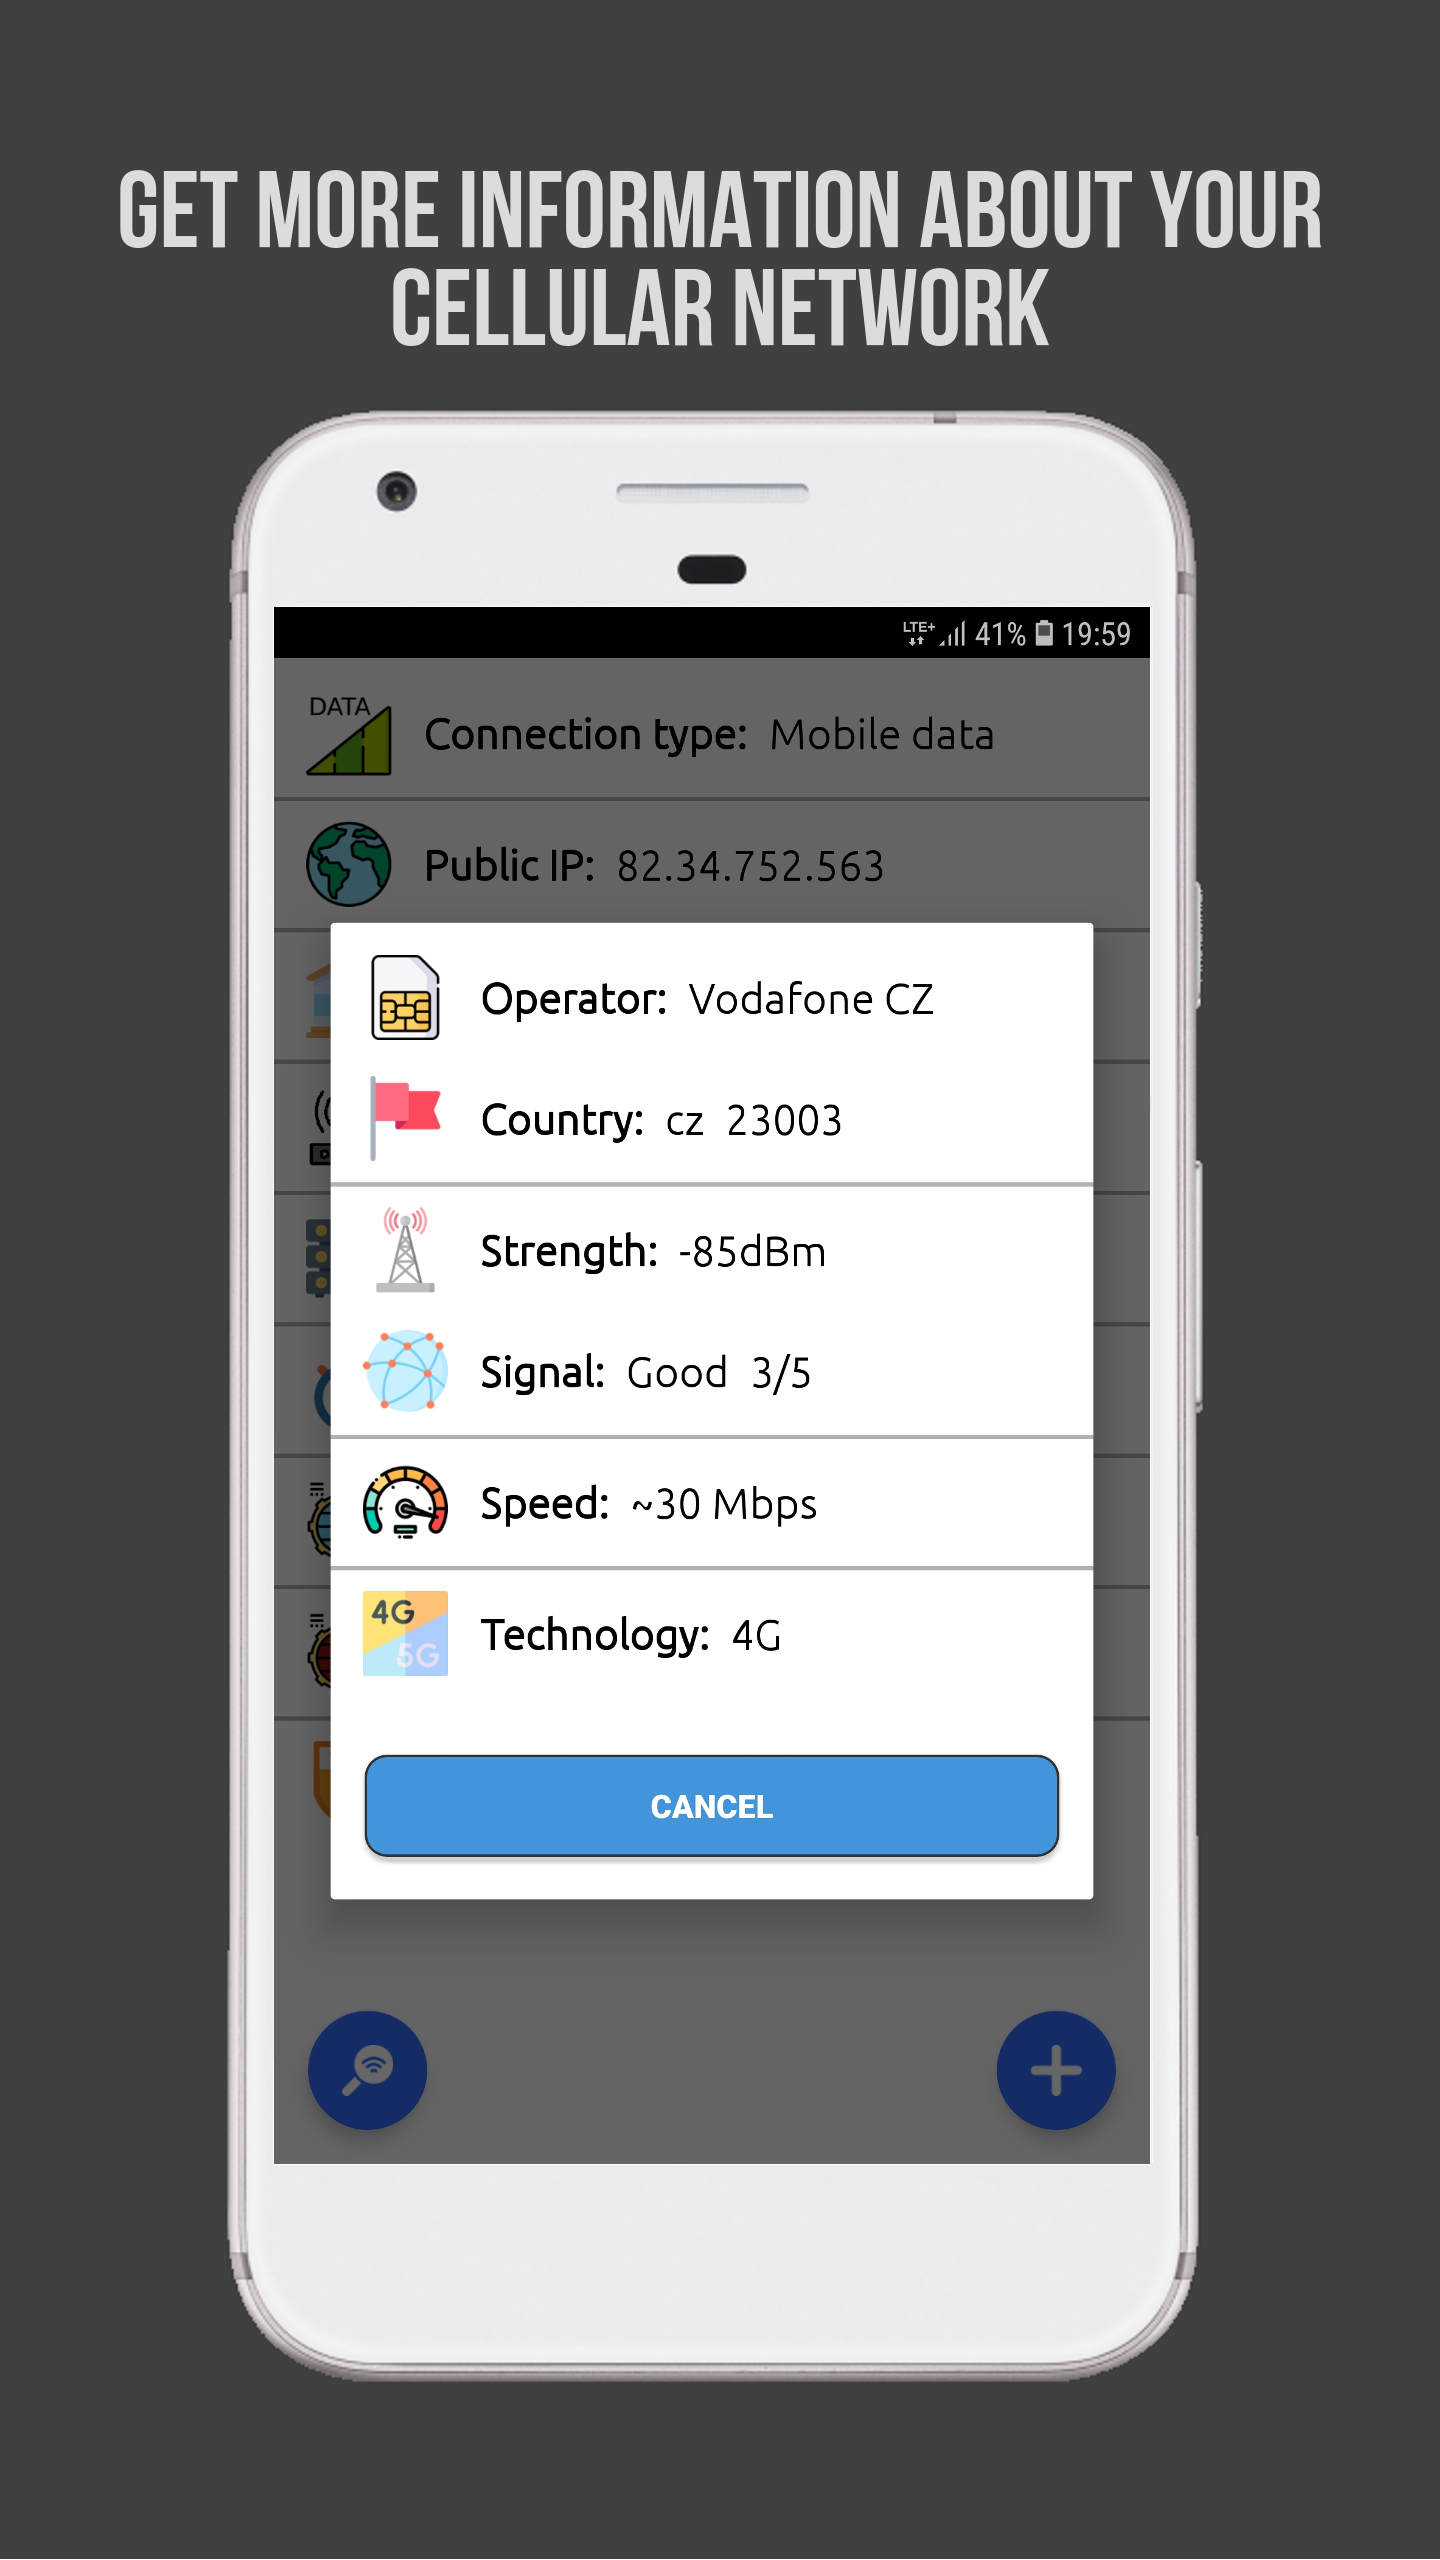 GET MORE INFORMATION ABOUT YOUR
CELLULAR NETWORK
LTE+ 41% 19:59
DATA
Connection type: Mobile data
Public IP: 82.34.752.563
Operator: Vodafone CZ
Country: cz 23003
Strength: -85dBm
Signal: Good 3/5
Speed: ~30 Mbps
4G
5G
Technology: 4G
CANCEL